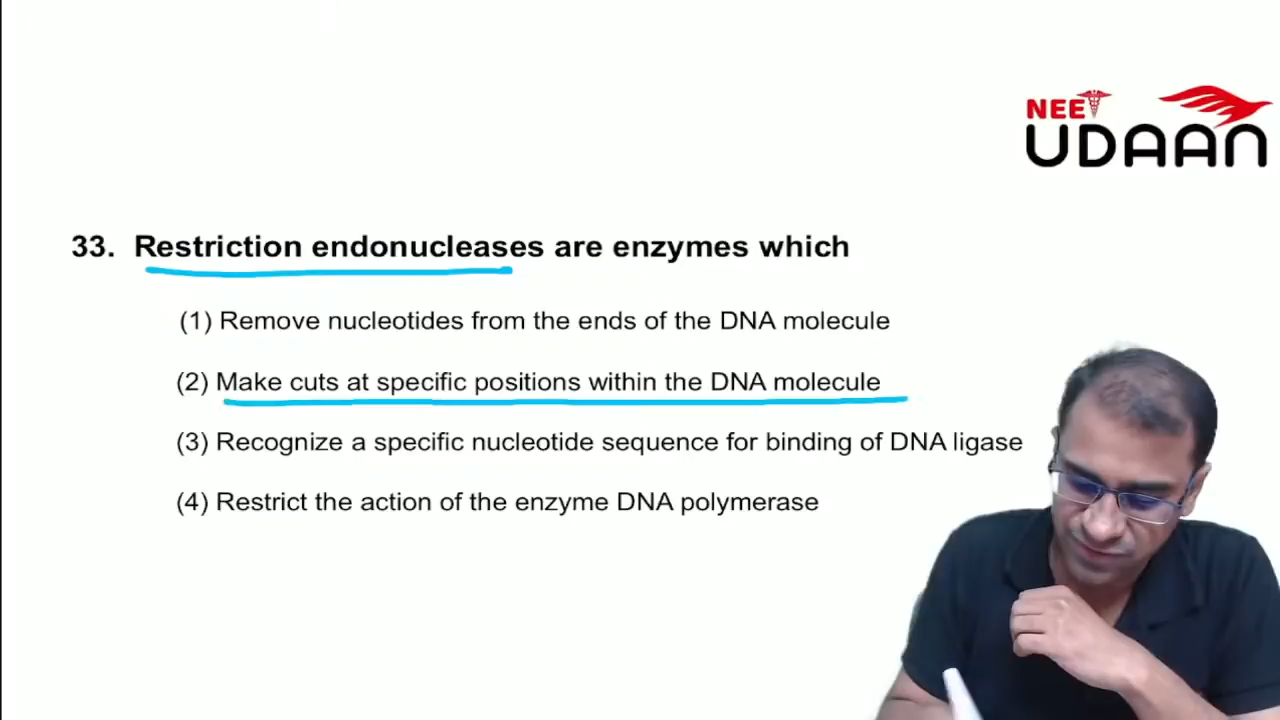 NEET
UDAAN
33. Restriction endonucleases are enzymes which
(1) Remove nucleotides from the ends of the DNA molecule
(2) Make cuts at specific positions within the DNA molecule
(3) Recognize a specific nucleotide sequence for binding of DNA ligase
(4) Restrict the action of the enzyme DNA polymerase